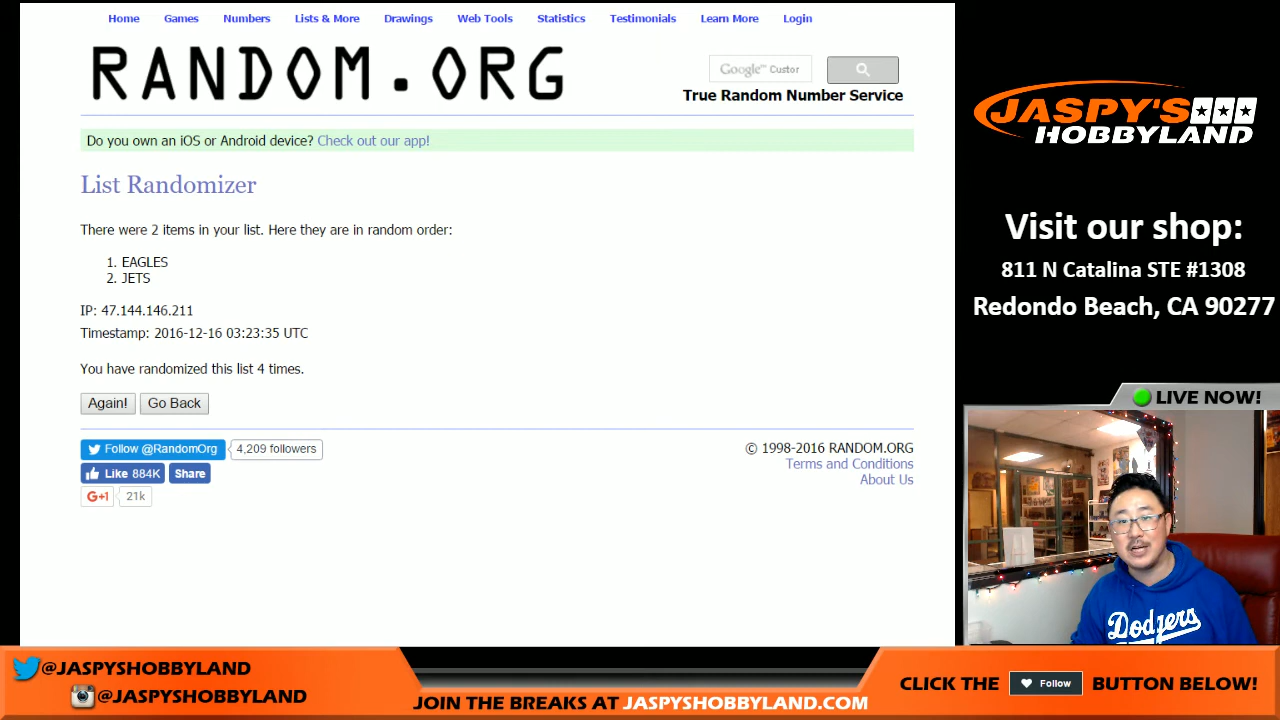 Home Games Numbers Lists & More Drawings Web Tools Statistics Testimonials Learn More Login
RANDOM.ORG
Google™ Custor
True Random Number Service
Do you own an iOS or Android device? Check out our app!
List Randomizer
There were 2 items in your list. Here they are in random order:
1. EAGLES
2. JETS
IP: 47.144.146.211
Timestamp: 2016-12-16 03:23:35 UTC
You have randomized this list 4 times.
Again! Go Back
Follow @RandomOrg 4,209 followers
Like 884K Share
G+1 21k
© 1998-2016 RANDOM.ORG
Terms and Conditions
About Us
JASPY'S
HOBBYLAND
Visit our shop:
811 N Catalina STE #1308
Redondo Beach, CA 90277
LIVE NOW!
Dodgers
@JASPYSHOBBYLAND
@JASPYSHOBBYLAND
JOIN THE BREAKS AT JASPYSHOBBYLAND.COM
CLICK THE Follow BUTTON BELOW!